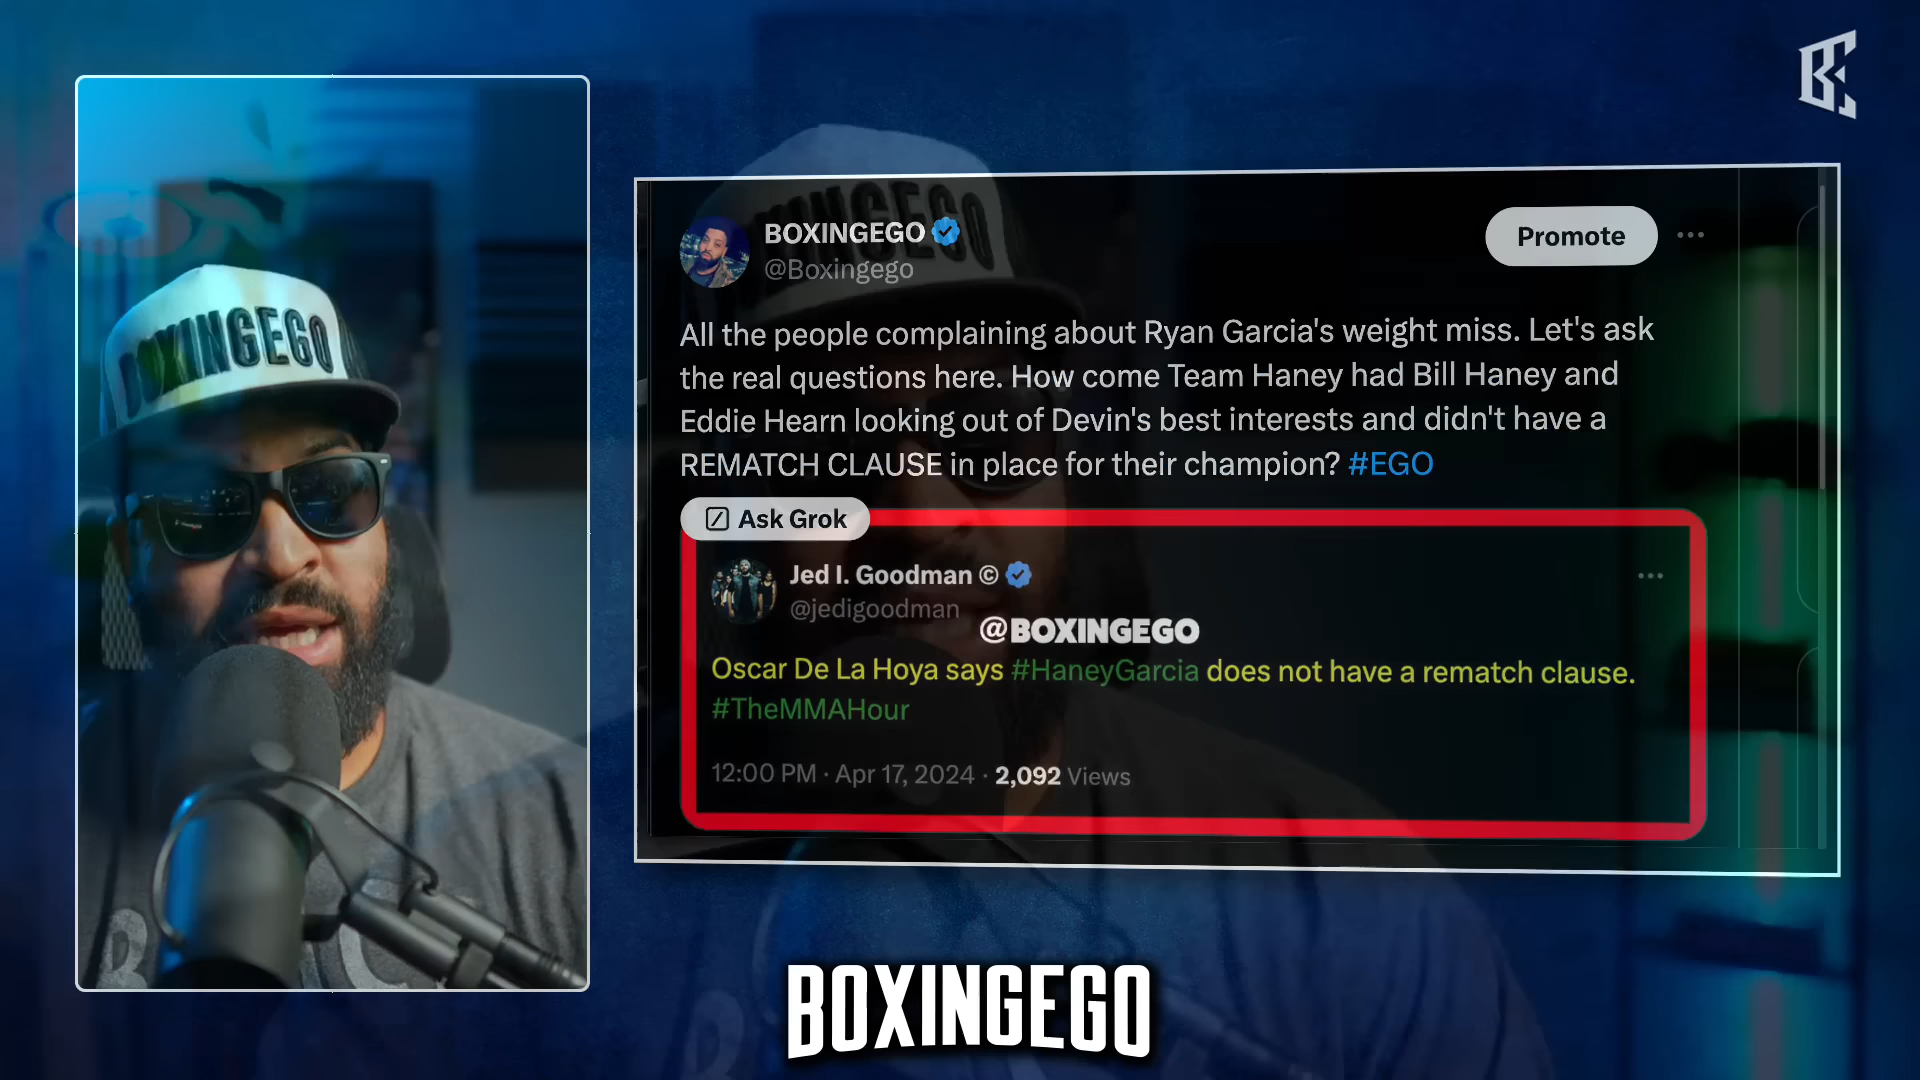 BOXINGEGO
BE
BOXINGEGO
@Boxingego
Promote
All the people complaining about Ryan Garcia's weight miss. Let's ask
the real questions here. How come Team Haney had Bill Haney and
Eddie Hearn looking out of Devin's best interests and didn't have a
REMATCH CLAUSE in place for their champion? #EGO
Ask Grok
Jed I. Goodman ©
@jedigoodman
@BOXINGEGO
Oscar De La Hoya says #HaneyGarcia does not have a rematch clause.
#TheMMAHour
12:00 PM · Apr 17, 2024 · 2,092 Views
BOXINGEGO